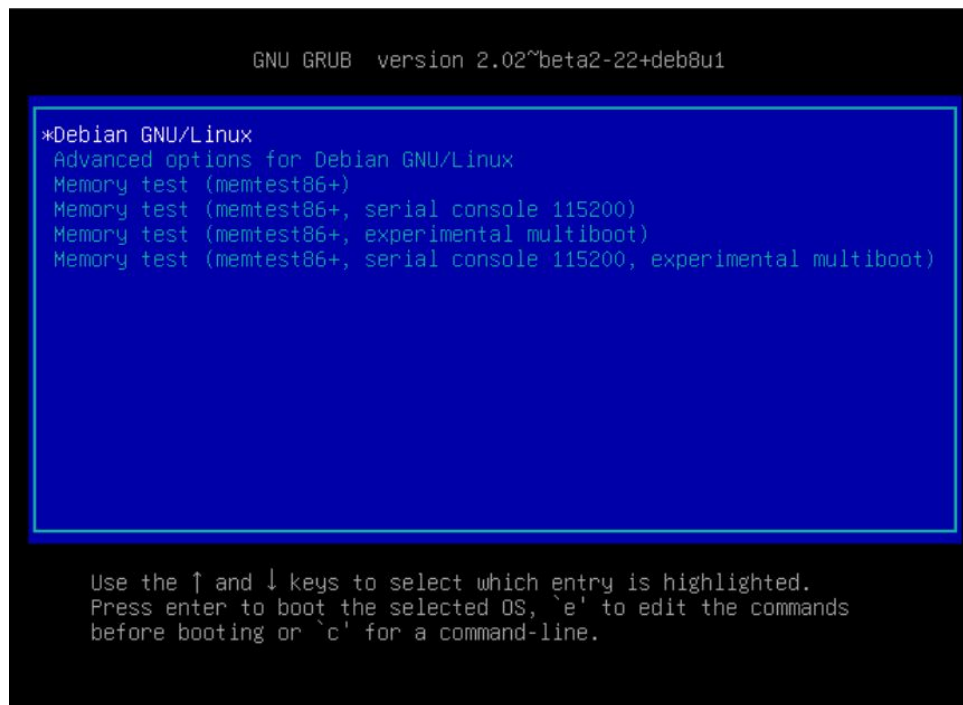 GNU GRUB  version 2.02~beta2-22+deb8u1
*Debian GNU/Linux
Advanced options for Debian GNU/Linux
Memory test (memtest86+)
Memory test (memtest86+, serial console 115200)
Memory test (memtest86+, experimental multiboot)
Memory test (memtest86+, serial console 115200, experimental multiboot)
Use the ↑ and ↓ keys to select which entry is highlighted.
Press enter to boot the selected OS, `e' to edit the commands
before booting or `c' for a command-line.